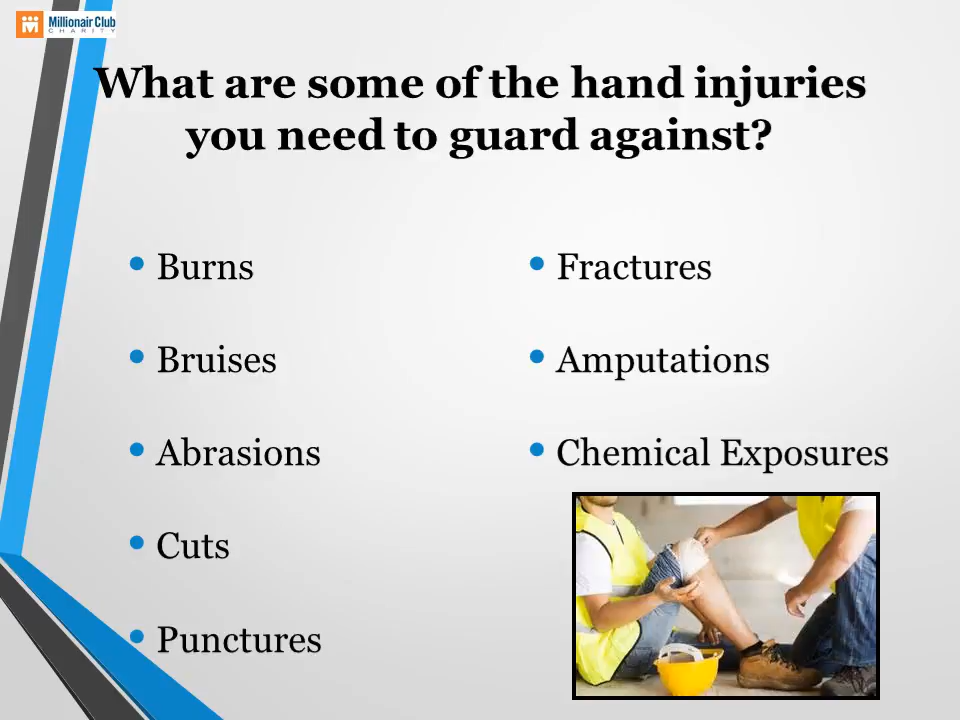 Millionair Club
CHARITY
What are some of the hand injuries
you need to guard against?
• Burns
• Bruises
• Abrasions
• Cuts
• Punctures
• Fractures
• Amputations
• Chemical Exposures